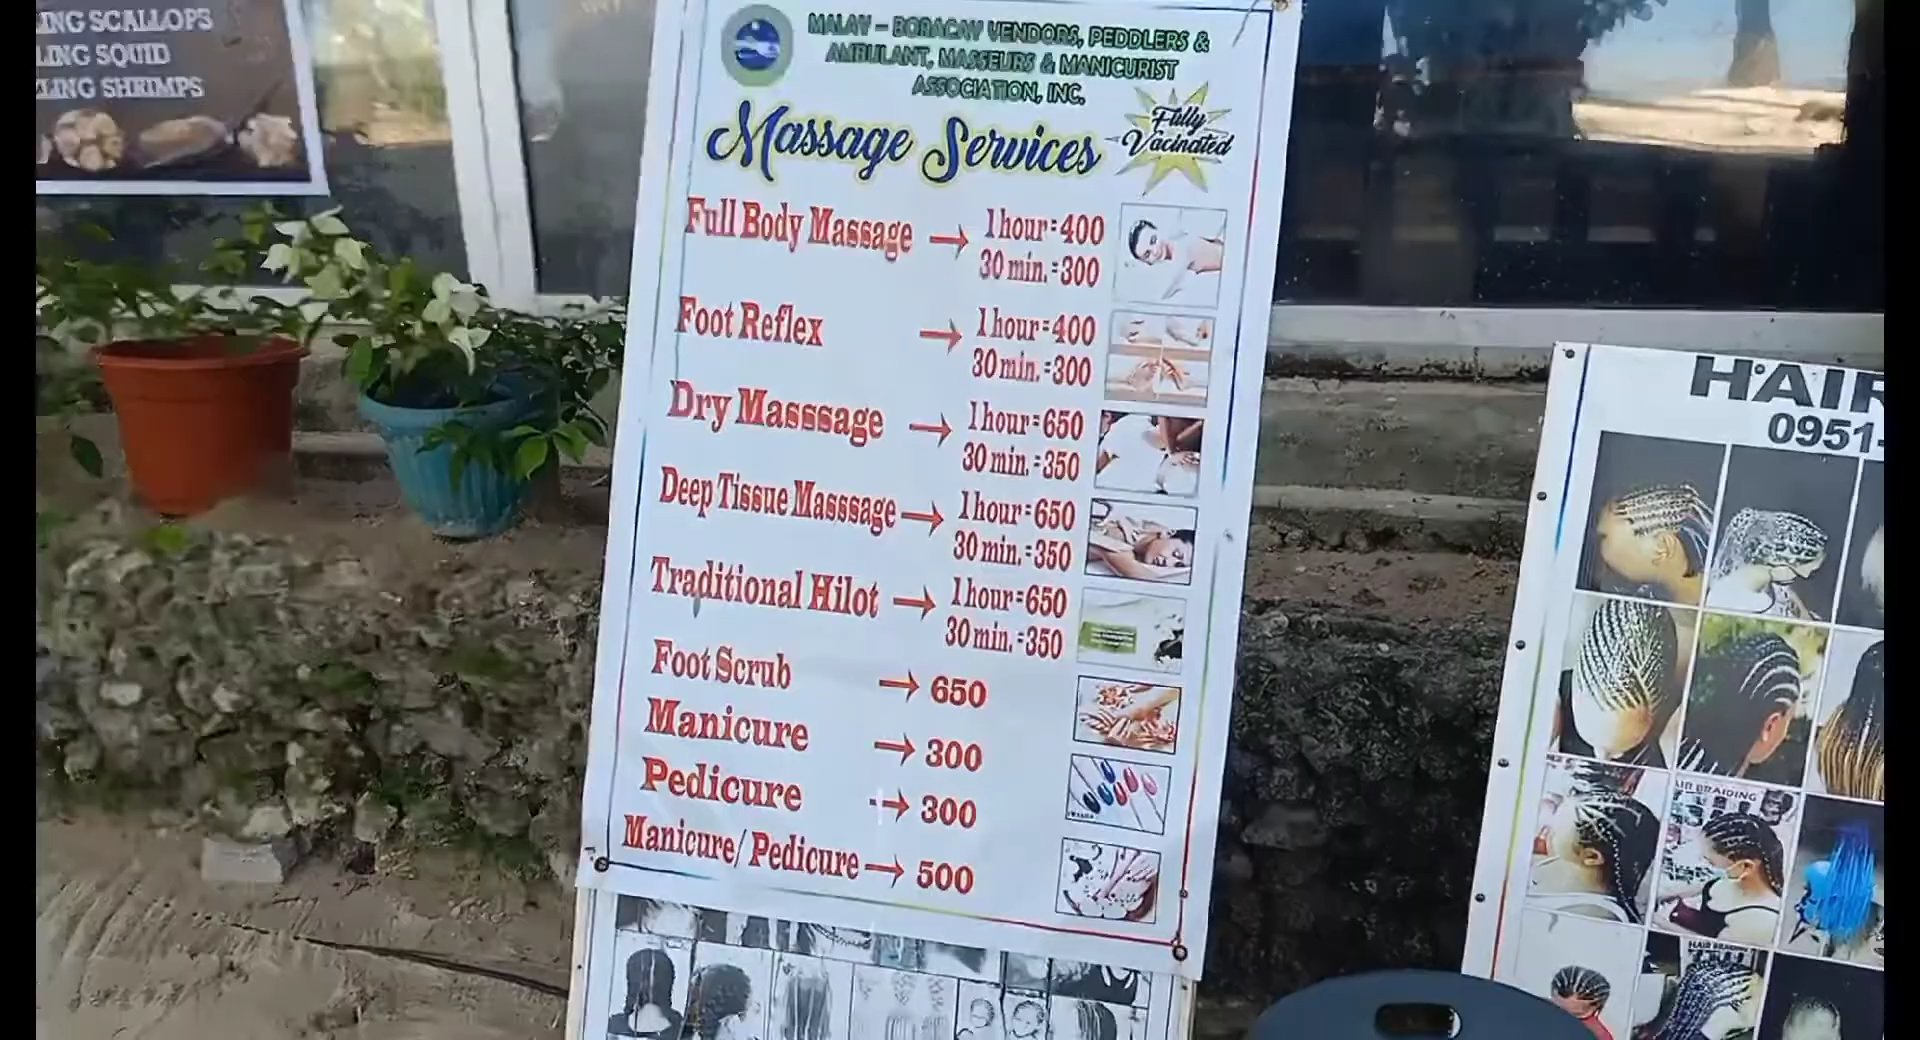 ING SCALLOPS
LING SQUID
LING SHRIMPS
MALAY – BORACAY VENDORS, PEDDLERS &
AMBULANT, MASSEURS & MANICURIST
ASSOCIATION, INC.
Massage Services
Fully
Vacinated
Full Body Massage → 1 hour = 400
30 min. = 300
Foot Reflex → 1 hour = 400
30 min. = 300
Dry Masssage → 1 hour = 650
30 min. = 350
Deep Tissue Masssage → 1 hour = 650
30 min. = 350
Traditional Hilot → 1 hour = 650
30 min. = 350
Foot Scrub → 650
Manicure → 300
Pedicure → 300
Manicure/ Pedicure → 500
HAIR
0951-
AIR BRAIDING
HAIR BRAIDING